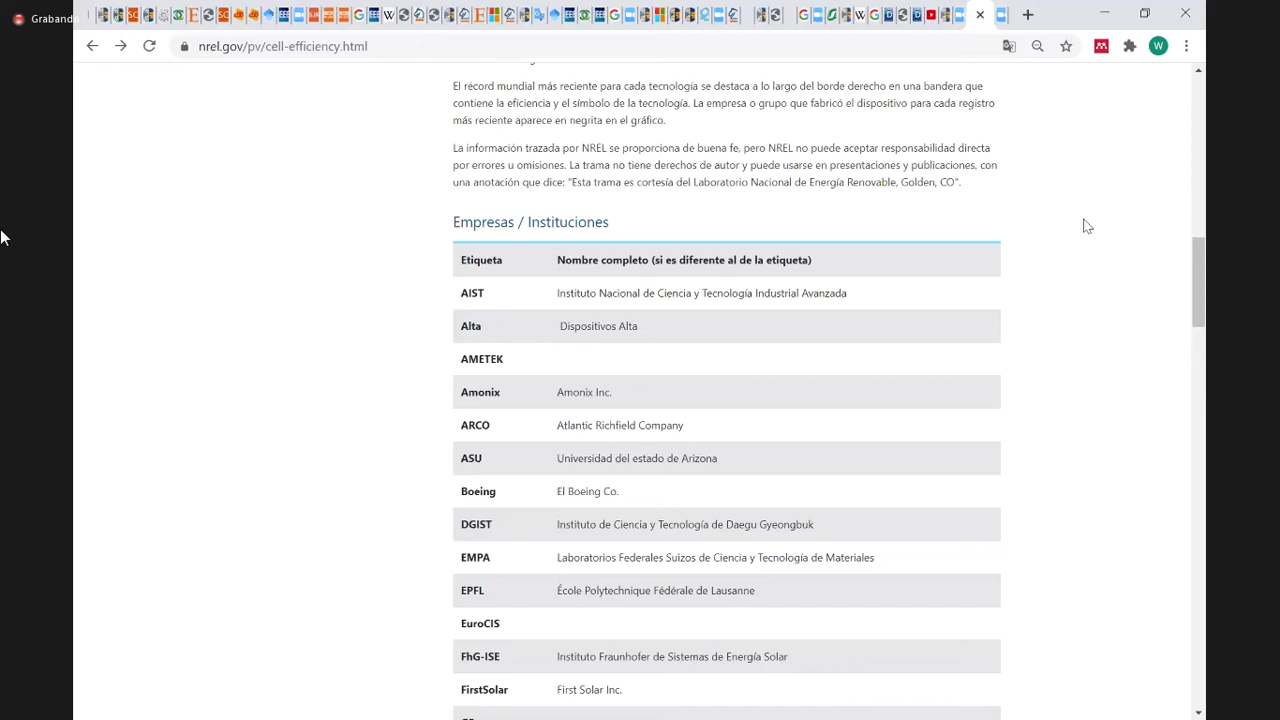 Grabando
nrel.gov/pv/cell-efficiency.html
W
El récord mundial más reciente para cada tecnología se destaca a lo largo del borde derecho en una bandera que
contiene la eficiencia y el símbolo de la tecnología. La empresa o grupo que fabricó el dispositivo para cada registro
más reciente aparece en negrita en el gráfico.
La información trazada por NREL se proporciona de buena fe, pero NREL no puede aceptar responsabilidad directa
por errores u omisiones. La trama no tiene derechos de autor y puede usarse en presentaciones y publicaciones, con
una anotación que dice: "Esta trama es cortesía del Laboratorio Nacional de Energía Renovable, Golden, CO".
Empresas / Instituciones
Etiqueta Nombre completo (si es diferente al de la etiqueta)
AIST Instituto Nacional de Ciencia y Tecnología Industrial Avanzada
Alta Dispositivos Alta
AMETEK
Amonix Amonix Inc.
ARCO Atlantic Richfield Company
ASU Universidad del estado de Arizona
Boeing El Boeing Co.
DGIST Instituto de Ciencia y Tecnología de Daegu Gyeongbuk
EMPA Laboratorios Federales Suizos de Ciencia y Tecnología de Materiales
EPFL École Polytechnique Fédérale de Lausanne
EuroCIS
FhG-ISE Instituto Fraunhofer de Sistemas de Energía Solar
FirstSolar First Solar Inc.